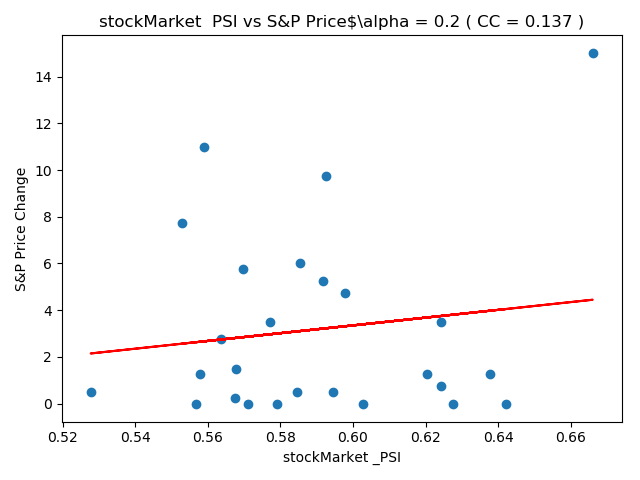 stockMarket  PSI vs S&P Price$\alpha = 0.2 ( CC = 0.137 )
S&P Price Change
14
12
10
8
6
4
2
0
0.52 0.54 0.56 0.58 0.60 0.62 0.64 0.66
stockMarket _PSI